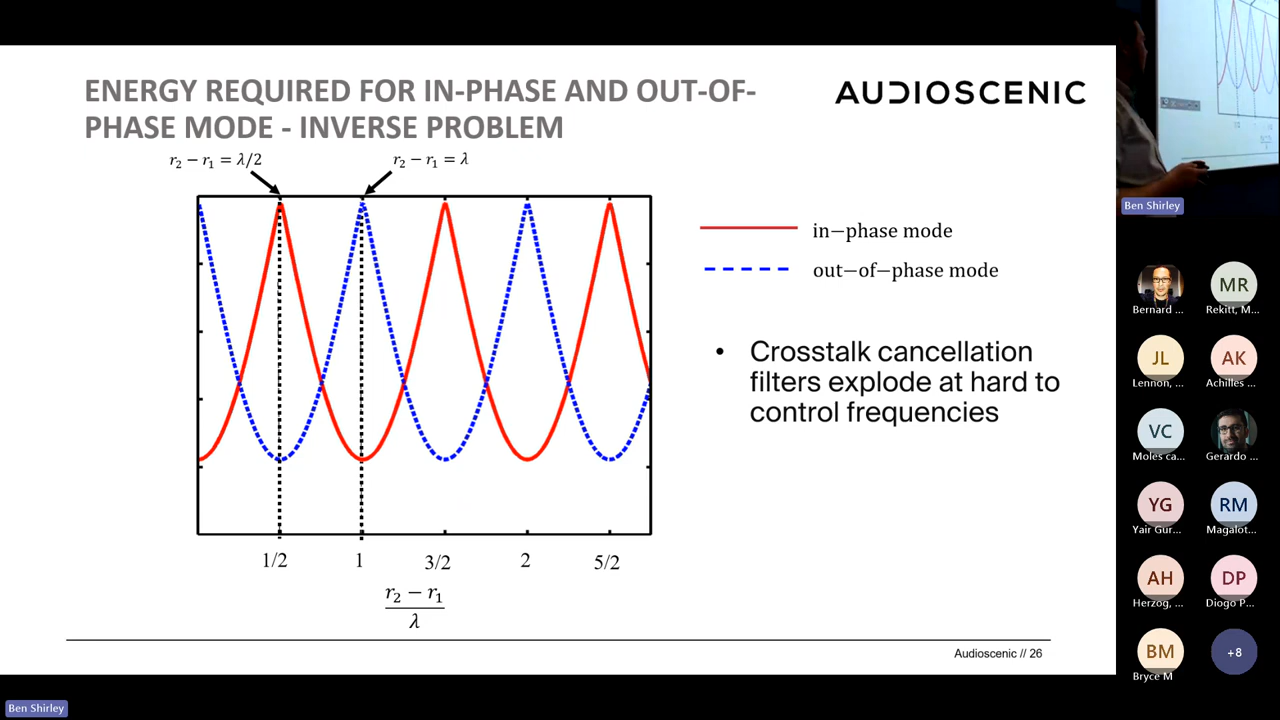 ENERGY REQUIRED FOR IN-PHASE AND OUT-OF-
PHASE MODE - INVERSE PROBLEM
AUDIOSCENIC
r₂ − r₁ = λ/2
r₂ − r₁ = λ
in−phase mode
out−of−phase mode
• Crosstalk cancellation
filters explode at hard to
control frequencies
1/2 1 3/2 2 5/2
r₂ − r₁
λ
Audioscenic // 26
Ben Shirley
Ben Shirley
Bernard ...
MR
Rekitt, M...
JL
Lennon, ...
AK
Achilles ...
VC
Moles ca...
Gerardo ...
YG
Yair Gur...
RM
Magalot...
AH
Herzog, ...
DP
Diogo P...
BM
Bryce M
+8